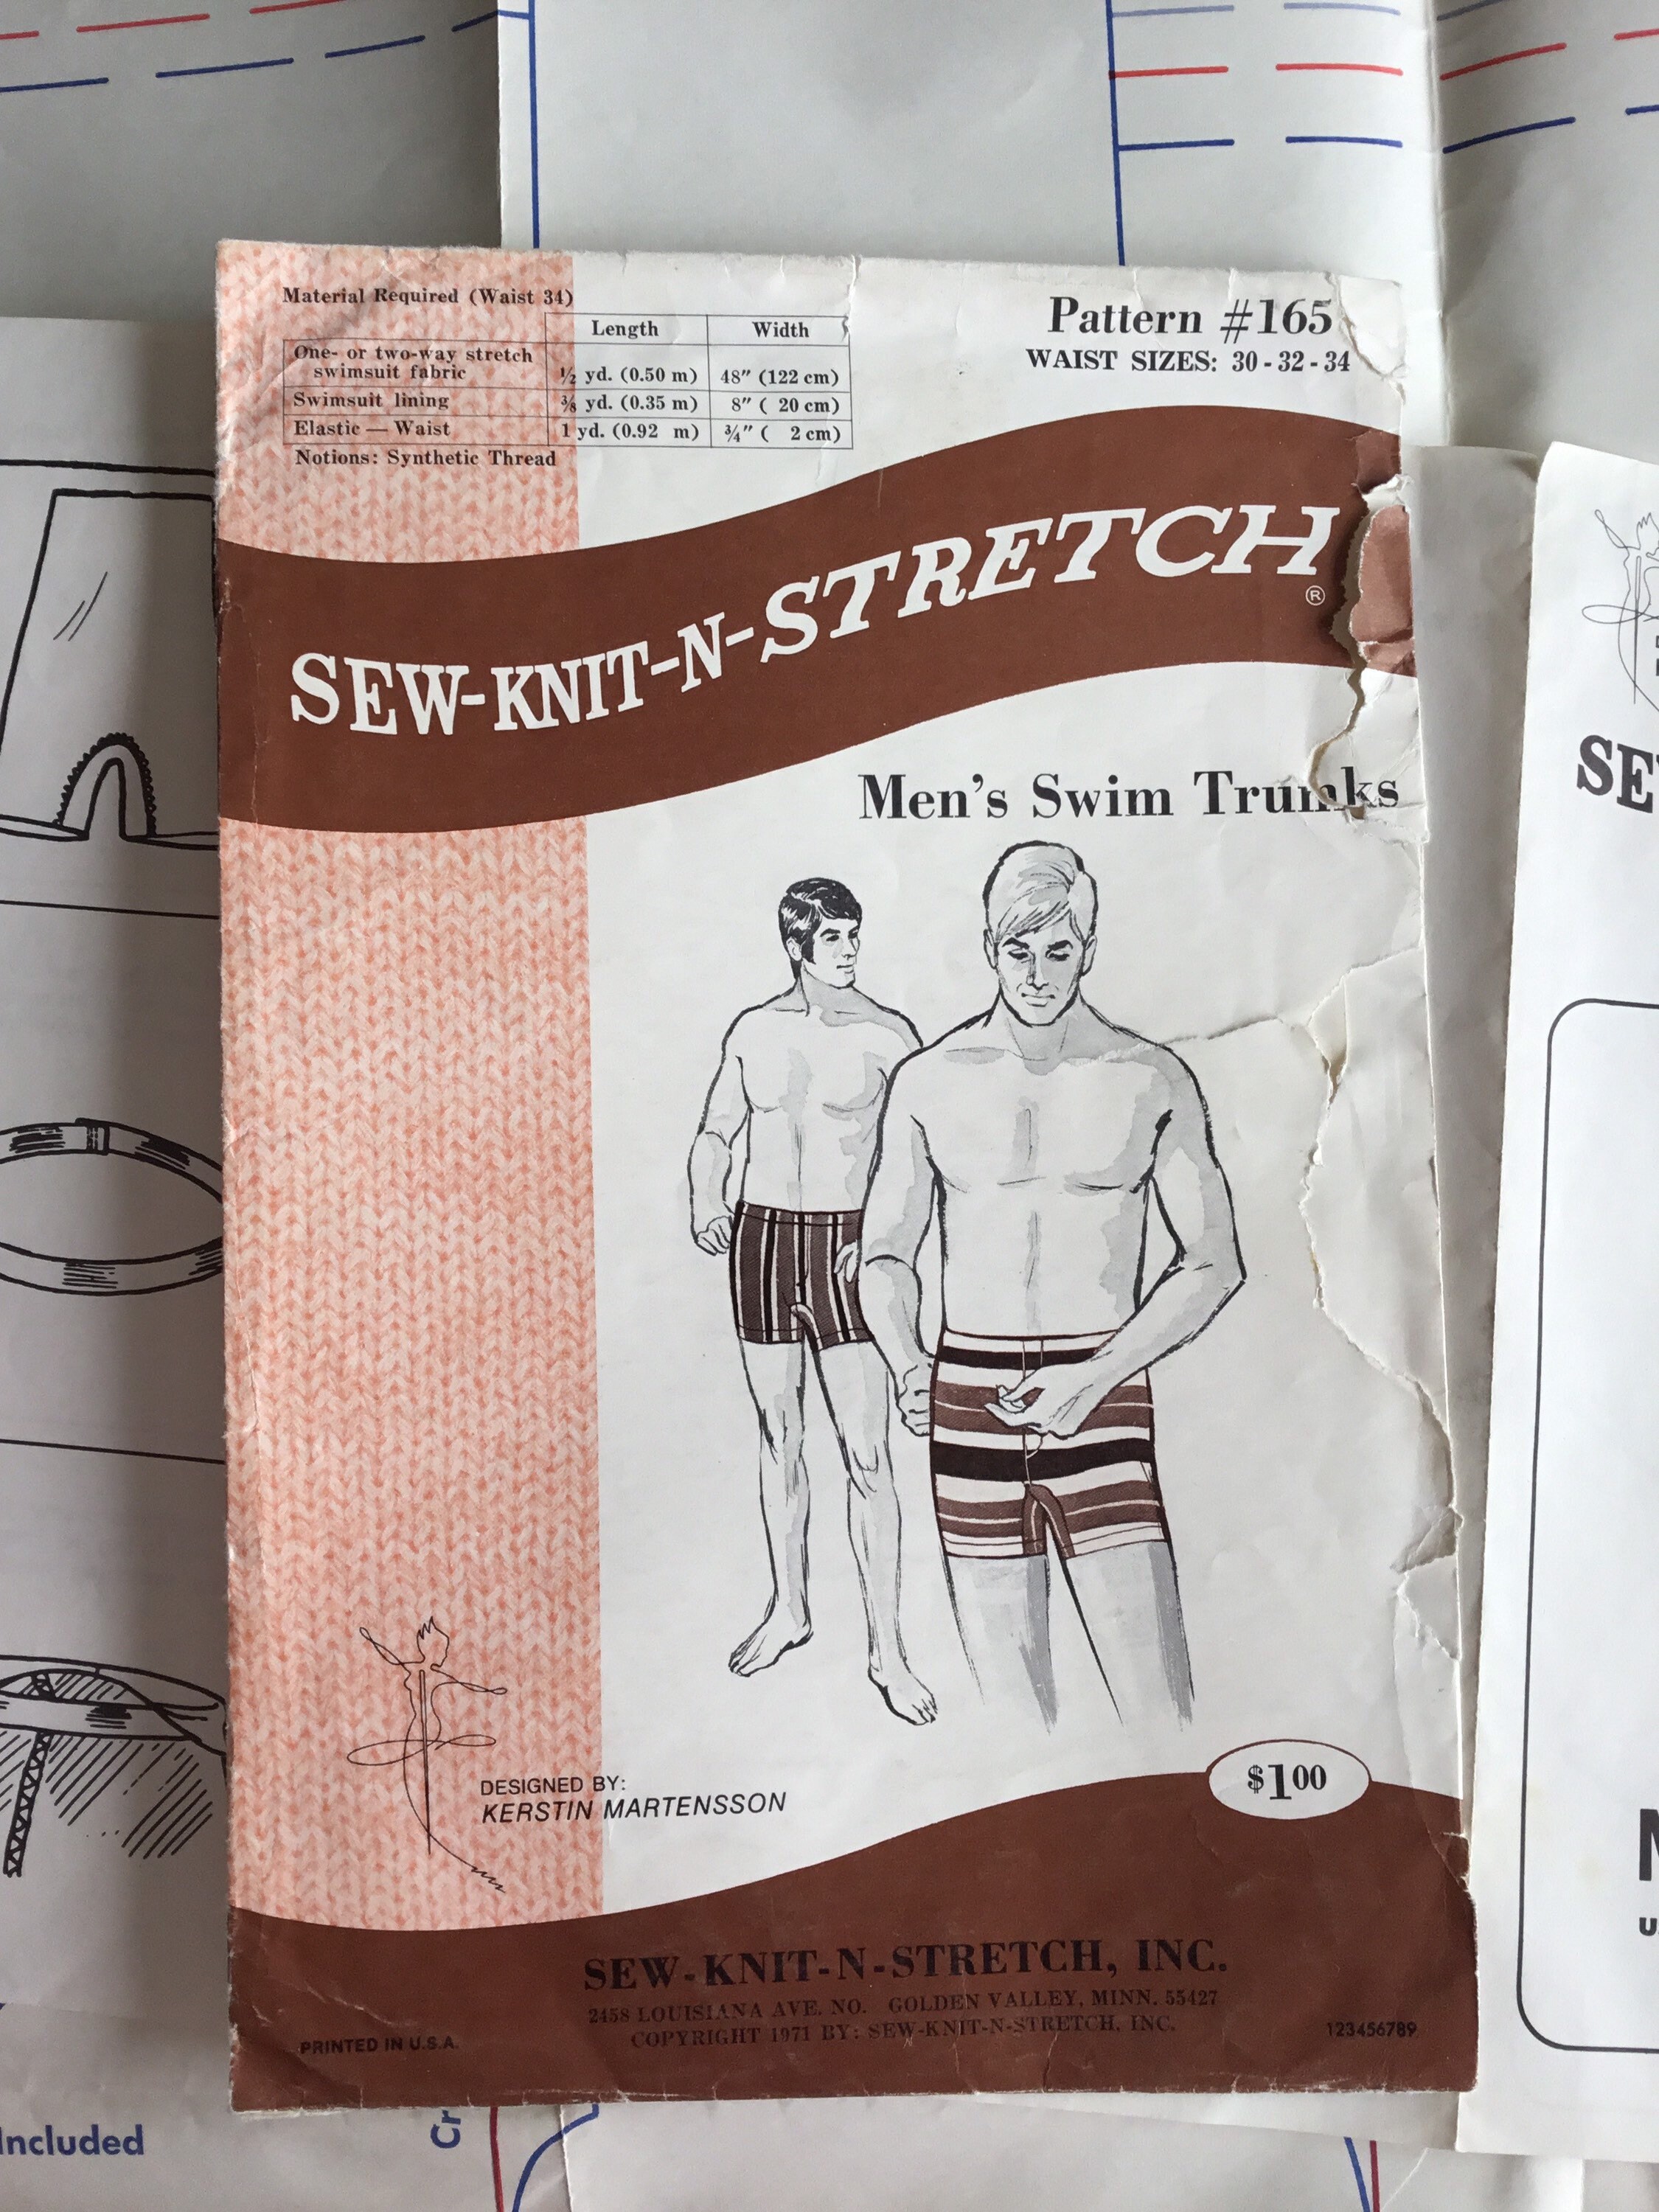 Material Required (Waist 34)
Length Width
One- or two-way stretch
swimsuit fabric ½ yd. (0.50 m) 48" (122 cm)
Swimsuit lining ⅜ yd. (0.35 m) 8" ( 20 cm)
Elastic — Waist 1 yd. (0.92 m) ¾" ( 2 cm)
Notions: Synthetic Thread
Pattern #165
WAIST SIZES: 30 - 32 - 34
SEW-KNIT-N-STRETCH®
Men's Swim Trunks
DESIGNED BY:
KERSTIN MARTENSSON
$1 00
SEW-KNIT-N-STRETCH, INC.
2458 LOUISIANA AVE. NO. GOLDEN VALLEY, MINN. 55427
COPYRIGHT 1971 BY: SEW-KNIT-N-STRETCH, INC.
PRINTED IN U.S.A.
123456789
Included